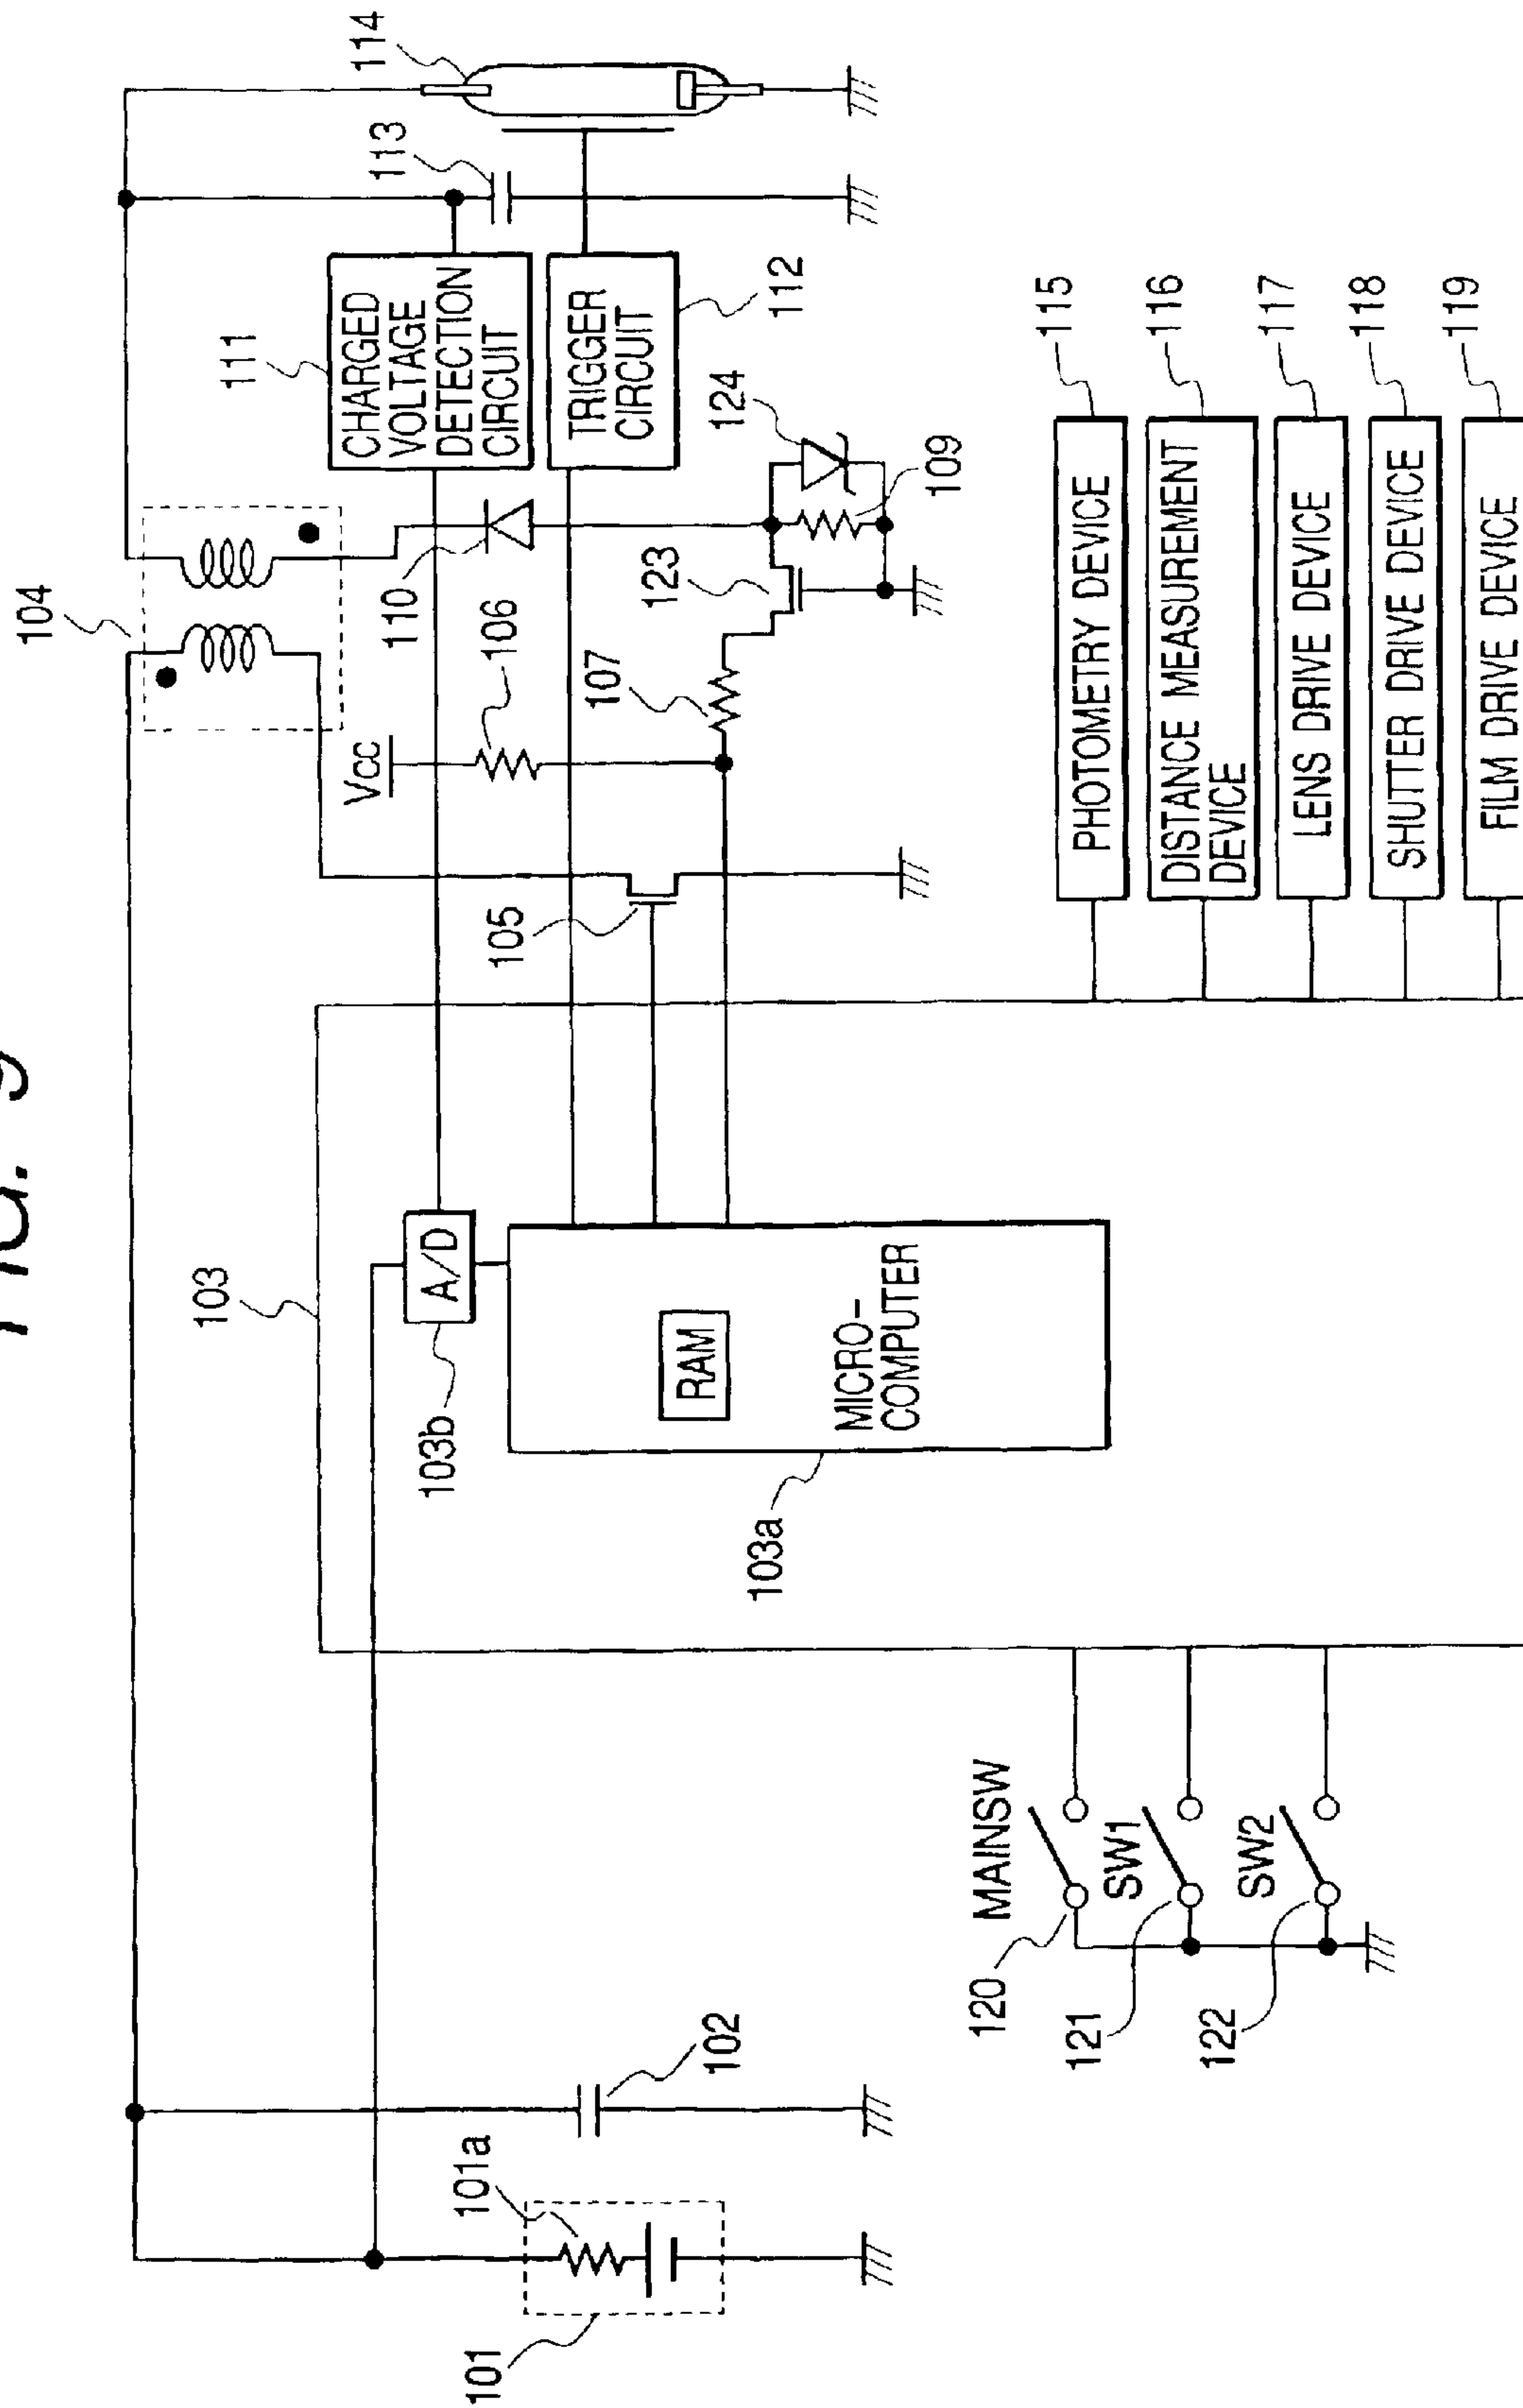 FIG. 9
104
114
113
111
CHARGED
VOLTAGE
DETECTION
CIRCUIT
TRIGGER
CIRCUIT
112
110
106
107
VCC
123
124
109
105
103
A/D
103b
RAM
MICRO-
COMPUTER
103a
115
PHOTOMETRY DEVICE
116
DISTANCE MEASUREMENT
DEVICE
117
LENS DRIVE DEVICE
118
SHUTTER DRIVE DEVICE
119
FILM DRIVE DEVICE
MAINSW
120
SW1
121
SW2
122
102
101a
101